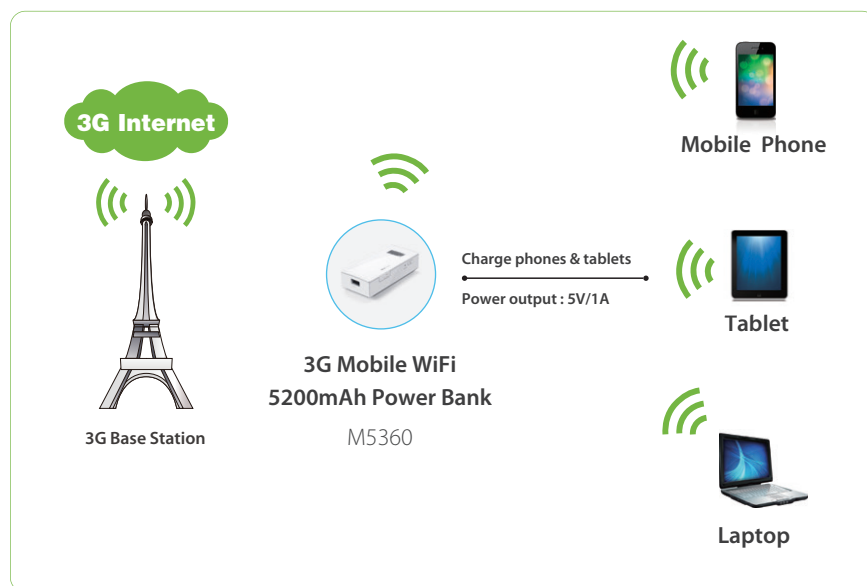 3G Internet
3G Base Station
3G Mobile WiFi
5200mAh Power Bank
M5360
Charge phones & tablets
Power output : 5V/1A
Mobile Phone
Tablet
Laptop